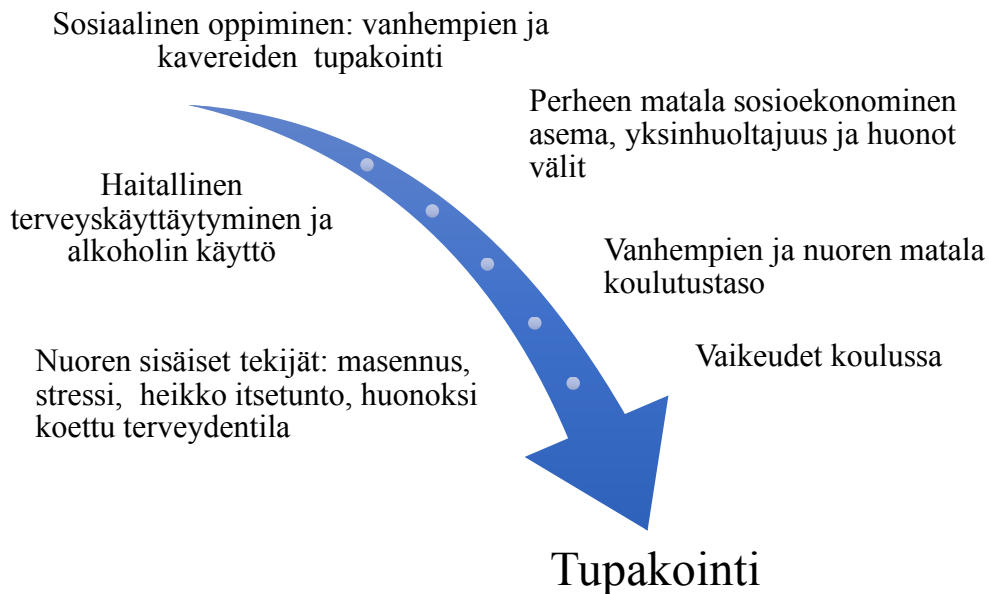 Sosiaalinen oppiminen: vanhempien ja
kavereiden  tupakointi
Perheen matala sosioekonominen
asema, yksinhuoltajuus ja huonot
välit
Haitallinen
terveyskäyttäytyminen ja
alkoholin käyttö
Vanhempien ja nuoren matala
koulutustaso
Vaikeudet koulussa
Nuoren sisäiset tekijät: masennus,
stressi,  heikko itsetunto, huonoksi
koettu terveydentila
Tupakointi